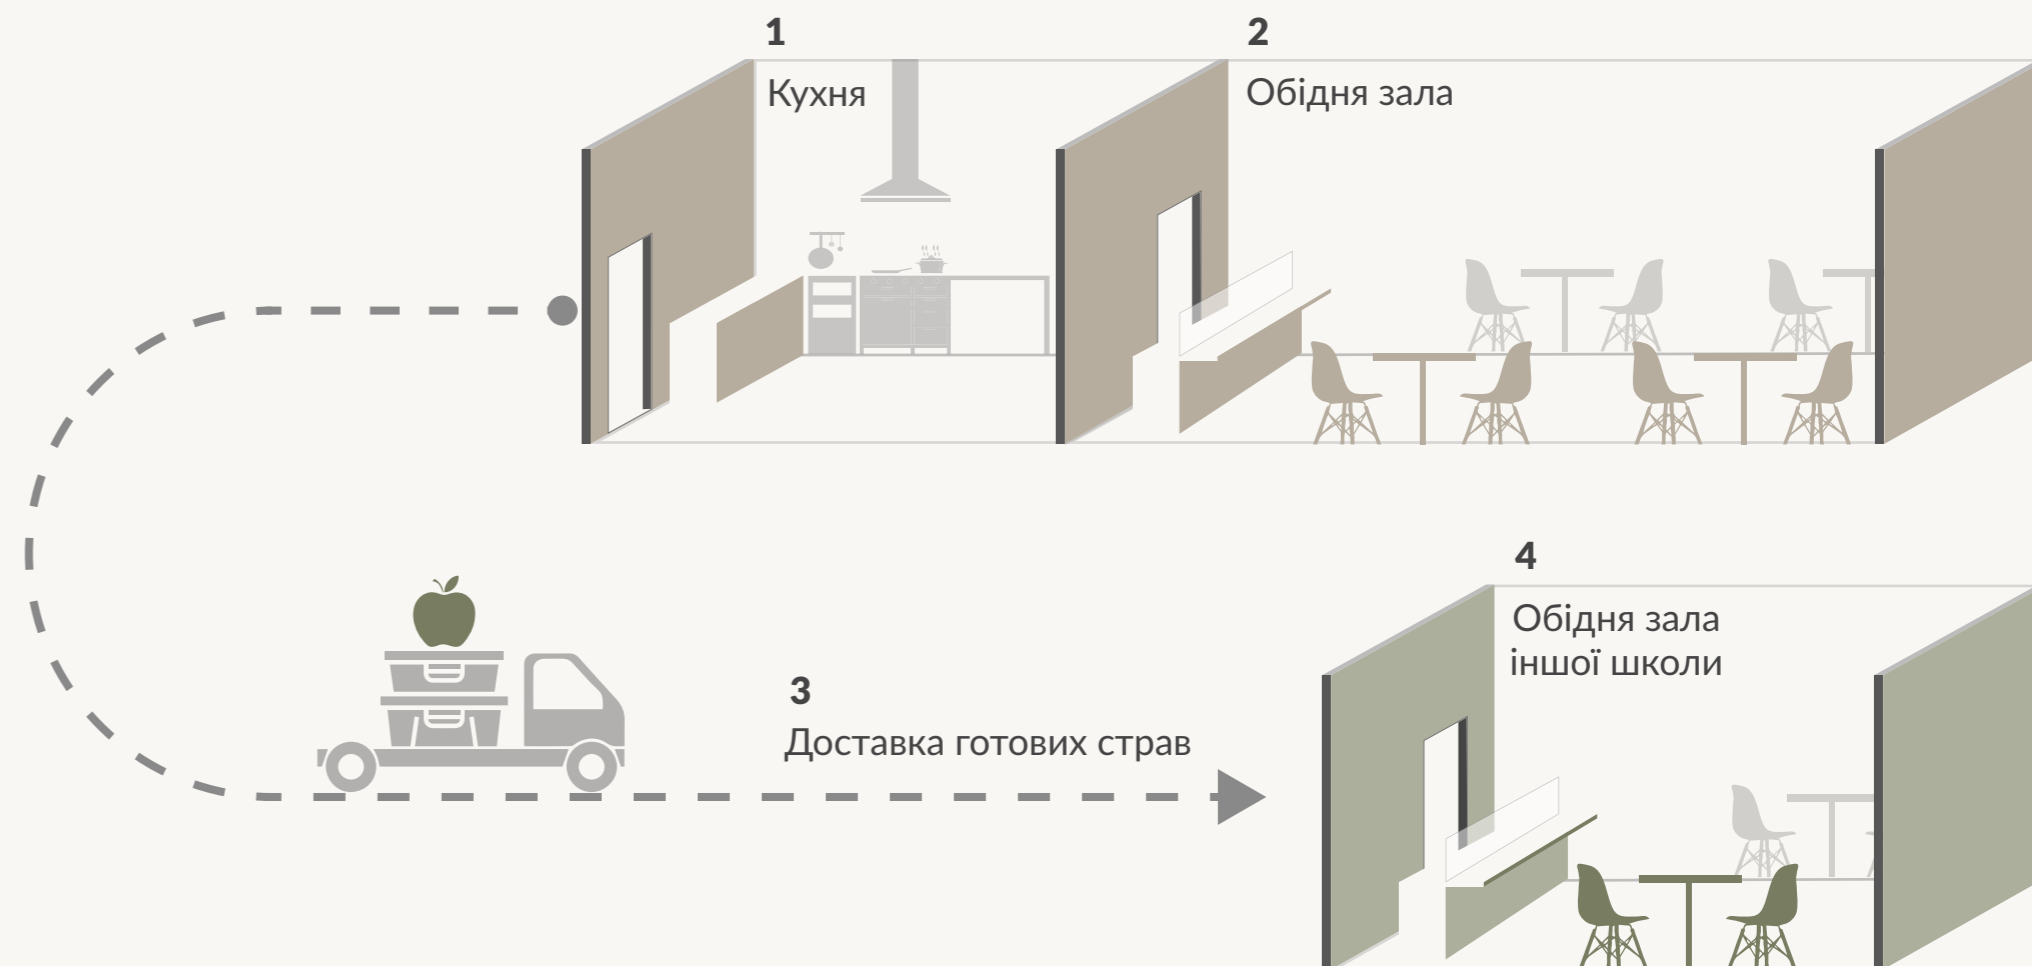 1
Кухня
2
Обідня зала
3
Доставка готових страв
4
Обідня зала
іншої школи